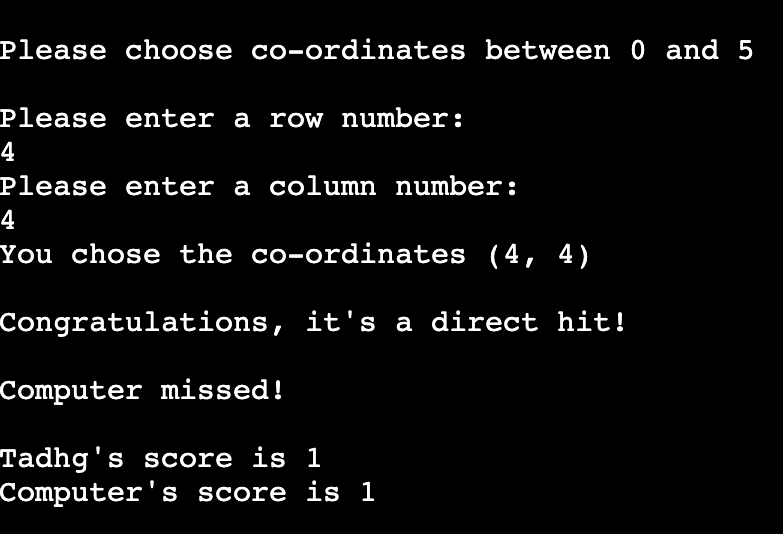 Please choose co-ordinates between 0 and 5
Please enter a row number:
4
Please enter a column number:
4
You chose the co-ordinates (4, 4)
Congratulations, it's a direct hit!
Computer missed!
Tadhg's score is 1
Computer's score is 1